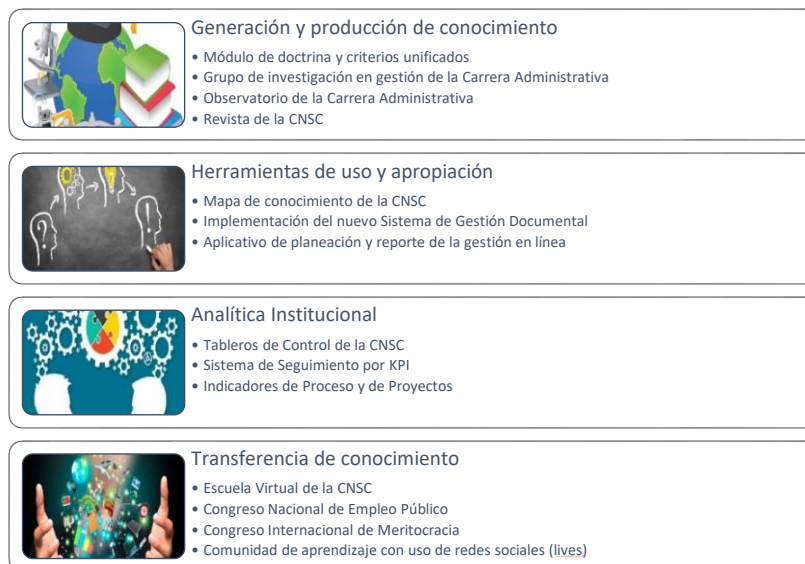 Generación y producción de conocimiento
• Módulo de doctrina y criterios unificados
• Grupo de investigación en gestión de la Carrera Administrativa
• Observatorio de la Carrera Administrativa
• Revista de la CNSC
Herramientas de uso y apropiación
• Mapa de conocimiento de la CNSC
• Implementación del nuevo Sistema de Gestión Documental
• Aplicativo de planeación y reporte de la gestión en línea
Analítica Institucional
• Tableros de Control de la CNSC
• Sistema de Seguimiento por KPI
• Indicadores de Proceso y de Proyectos
Transferencia de conocimiento
• Escuela Virtual de la CNSC
• Congreso Nacional de Empleo Público
• Congreso Internacional de Meritocracia
• Comunidad de aprendizaje con uso de redes sociales (lives)